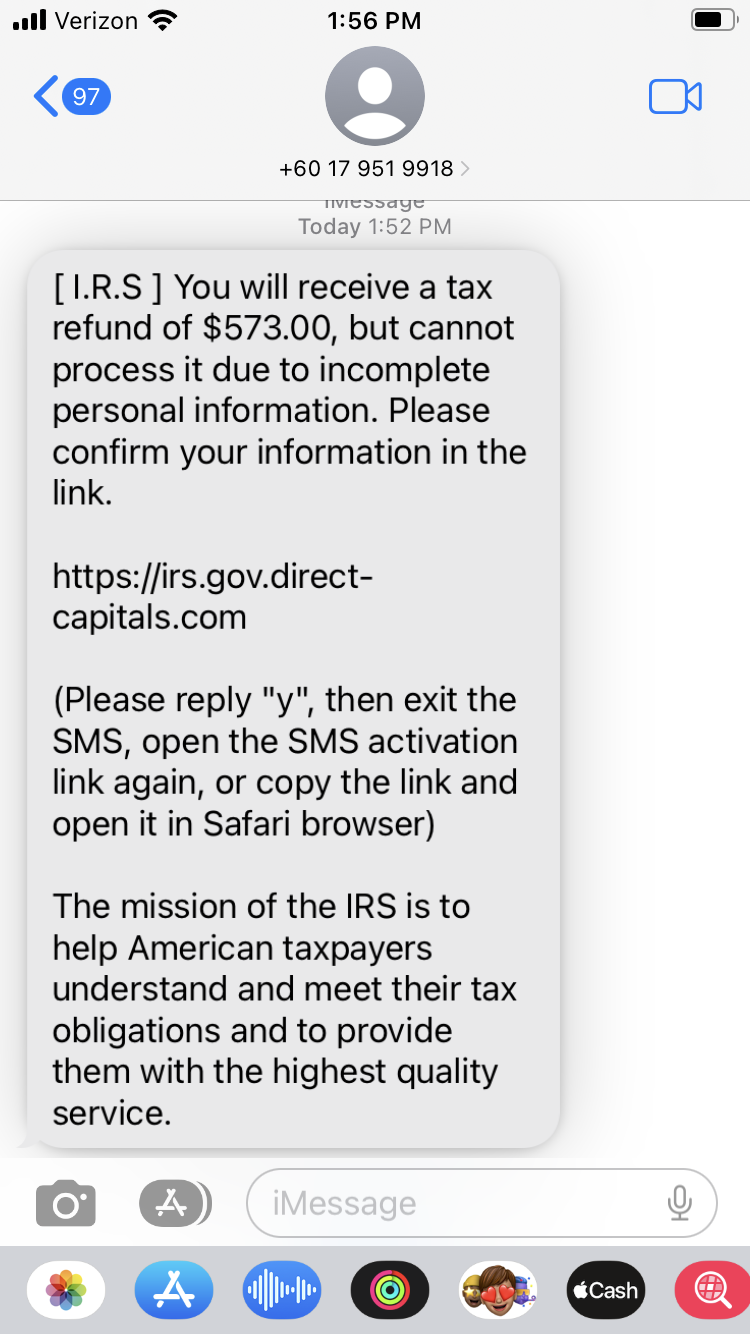 Verizon 1:56 PM
97
+60 17 951 9918
iMessage
Today 1:52 PM
[ I.R.S ] You will receive a tax
refund of $573.00, but cannot
process it due to incomplete
personal information. Please
confirm your information in the
link.
https://irs.gov.direct-
capitals.com
(Please reply "y", then exit the
SMS, open the SMS activation
link again, or copy the link and
open it in Safari browser)
The mission of the IRS is to
help American taxpayers
understand and meet their tax
obligations and to provide
them with the highest quality
service.
iMessage
Cash